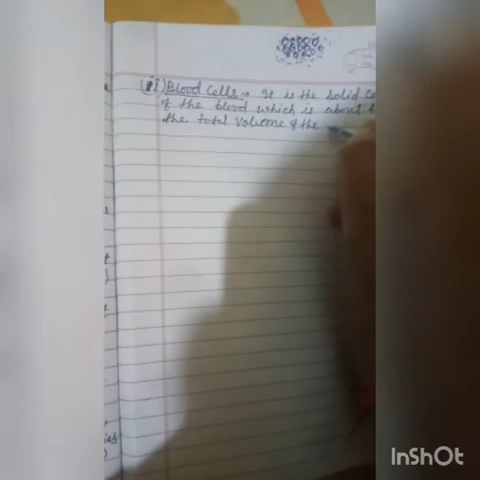 (ii) Blood Cells → It is the solid Co
of the blood which is about
the total volume of the
InShOt